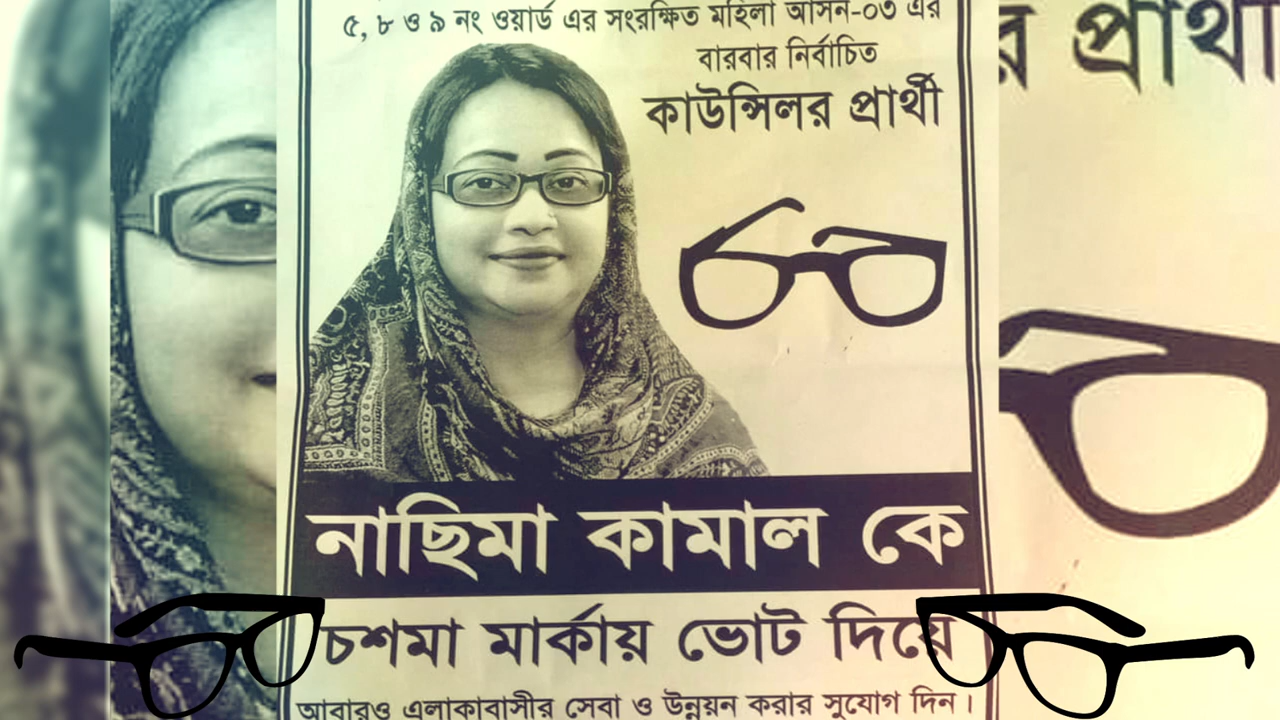 ৫, ৮ ও ৯ নং ওয়ার্ড এর সংরক্ষিত মহিলা আসন-০৩ এর
বারবার নির্বাচিত
কাউন্সিলর প্রার্থী
র প্রার্থী
নাছিমা কামাল কে
চশমা মার্কায় ভোট দিয়ে
আবারও এলাকাবাসীর সেবা ও উন্নয়ন করার সুযোগ দিন।